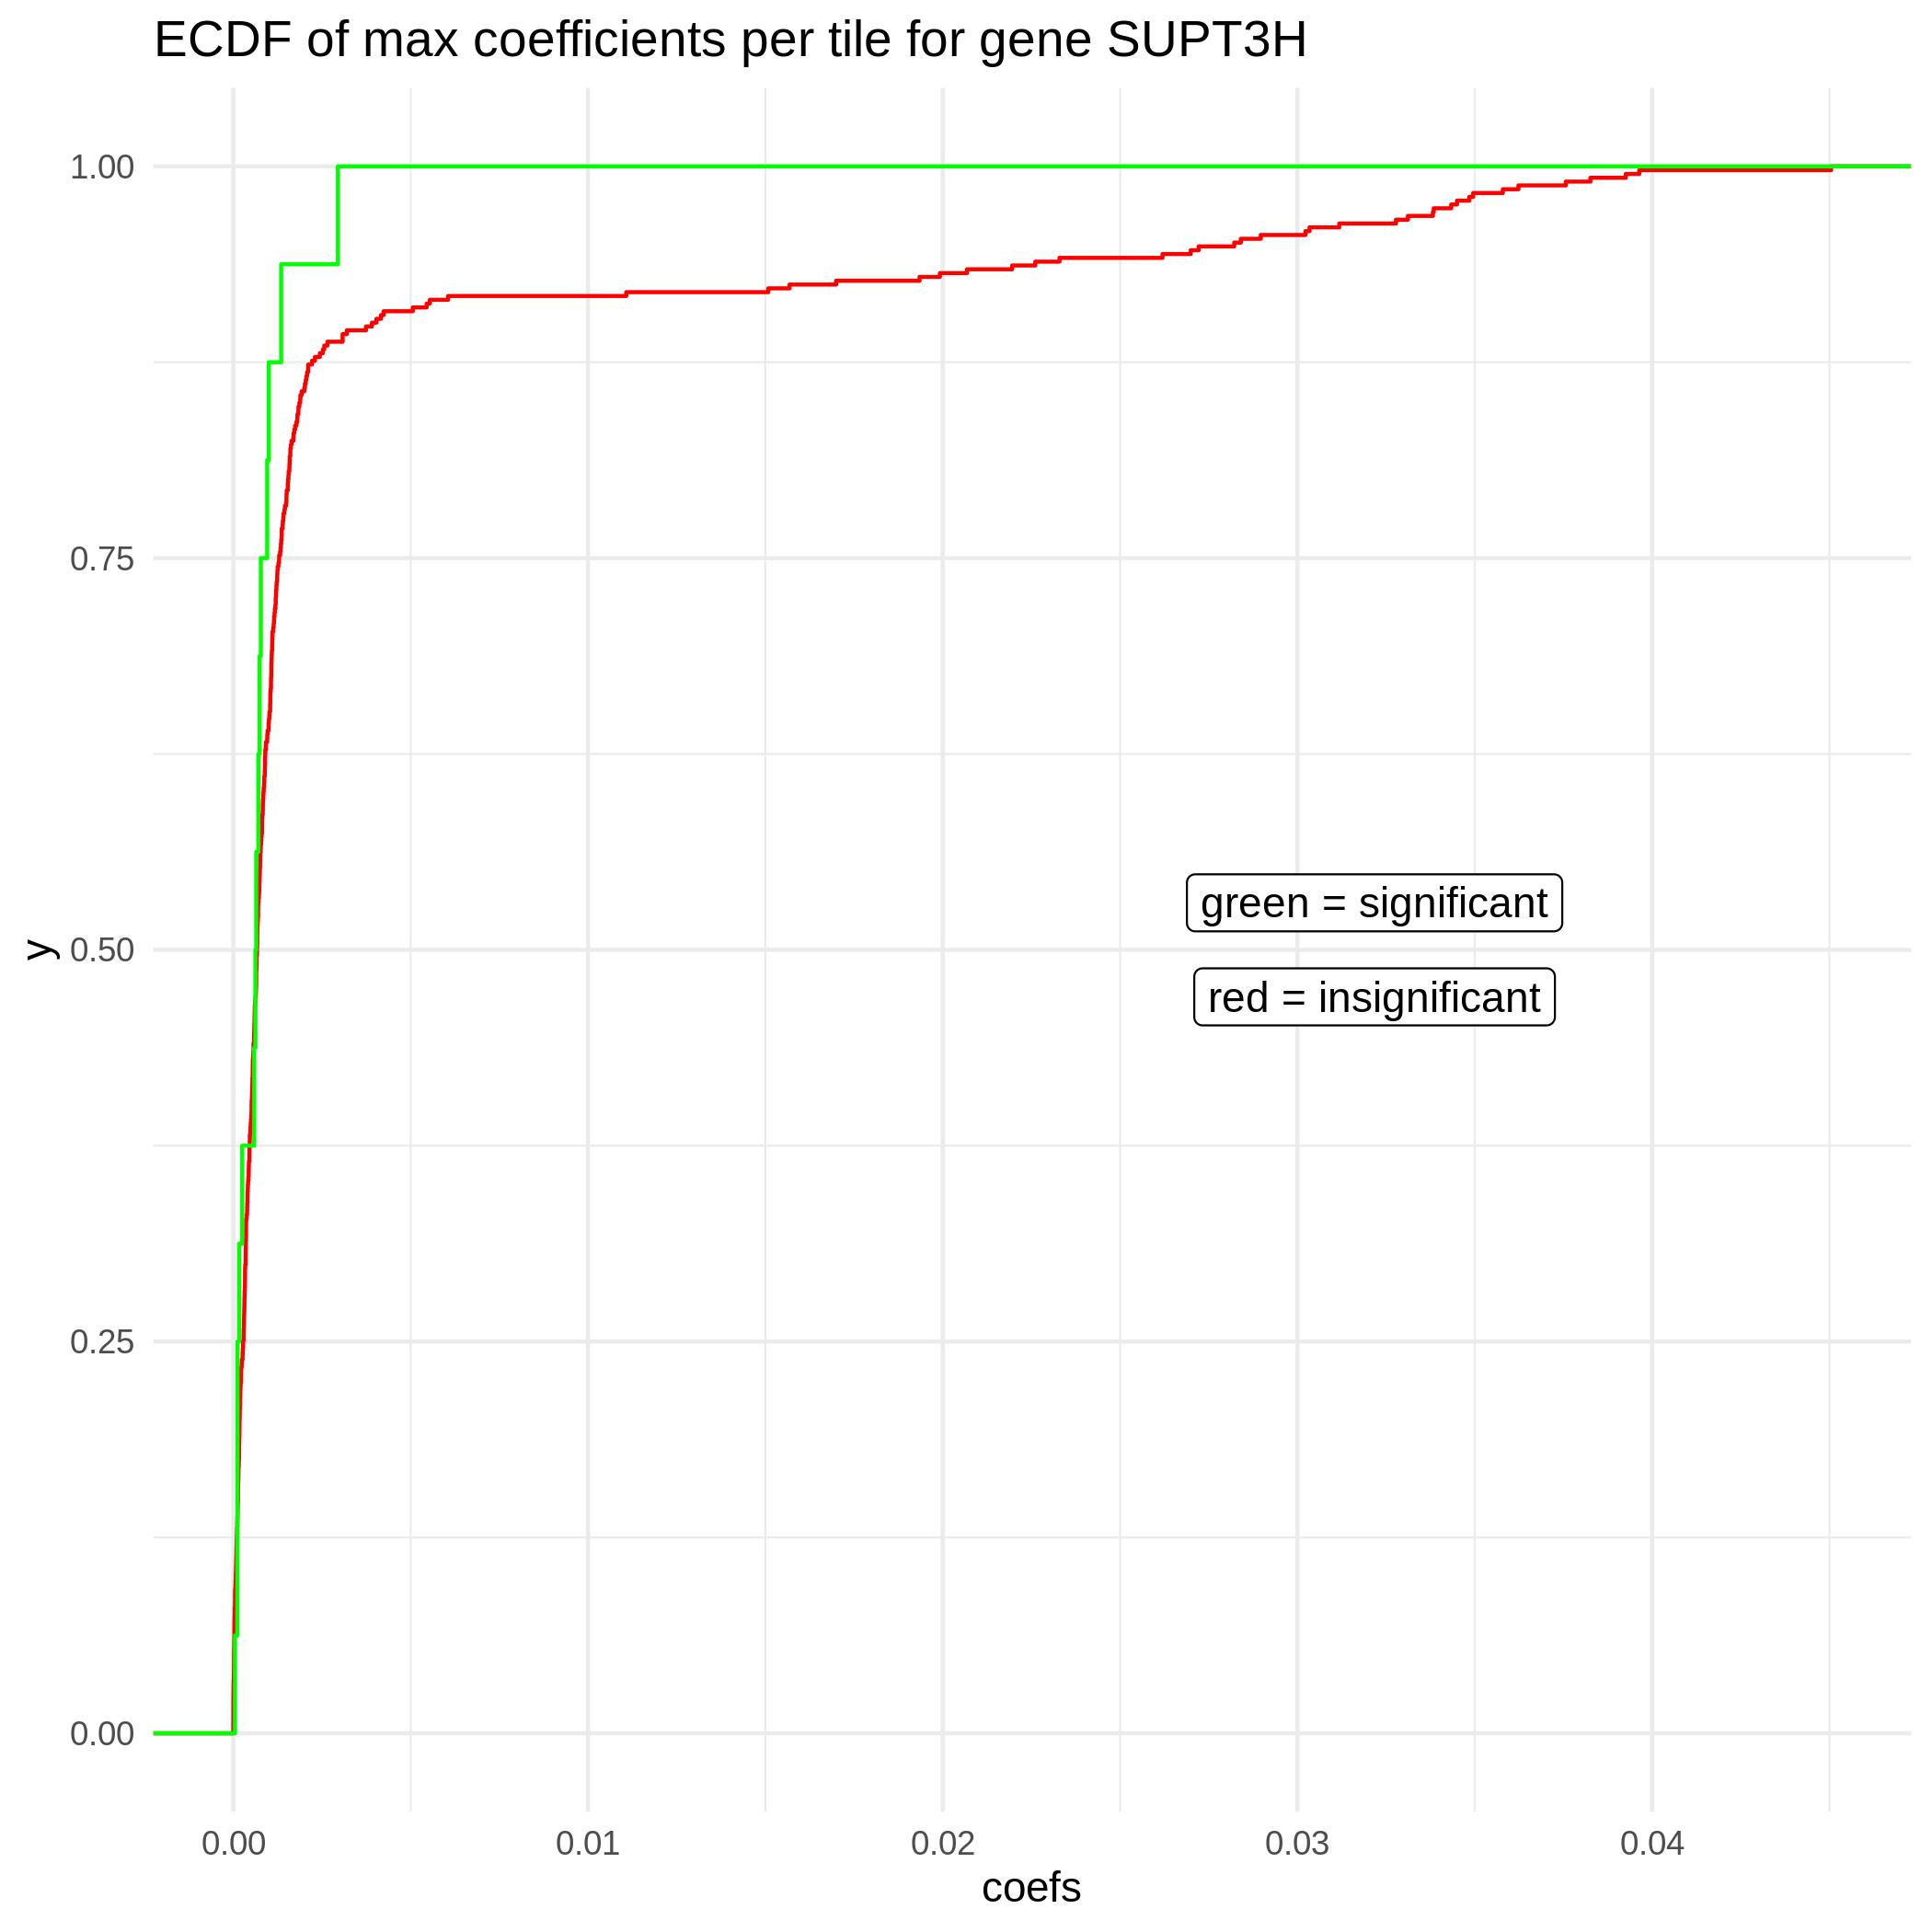 ECDF of max coefficients per tile for gene SUPT3H
1.00
0.75
green = significant
y
0.50
red = insignificant
0.25
0.00
0.00 0.01 0.02 0.03 0.04
coefs